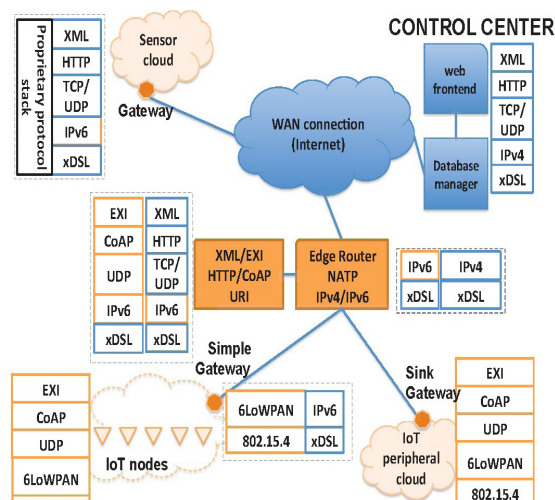 CONTROL CENTER
Proprietary protocol
stack
XML
HTTP
TCP/
UDP
IPv6
xDSL
Sensor
cloud
Gateway
WAN connection
(Internet)
web
frontend
Database
manager
XML
HTTP
TCP/
UDP
IPv4
xDSL
EXI
CoAP
UDP
IPv6
xDSL
XML
HTTP
TCP/
UDP
IPv6
xDSL
XML/EXI
HTTP/CoAP
URI
Edge Router
NATP
IPv4/IPv6
IPv6
IPv4
xDSL
xDSL
Simple
Gateway
Sink
Gateway
EXI
CoAP
UDP
6LoWPAN
IoT nodes
6LoWPAN
IPv6
802.15.4
xDSL
IoT
peripheral
cloud
EXI
CoAP
UDP
6LoWPAN
802.15.4